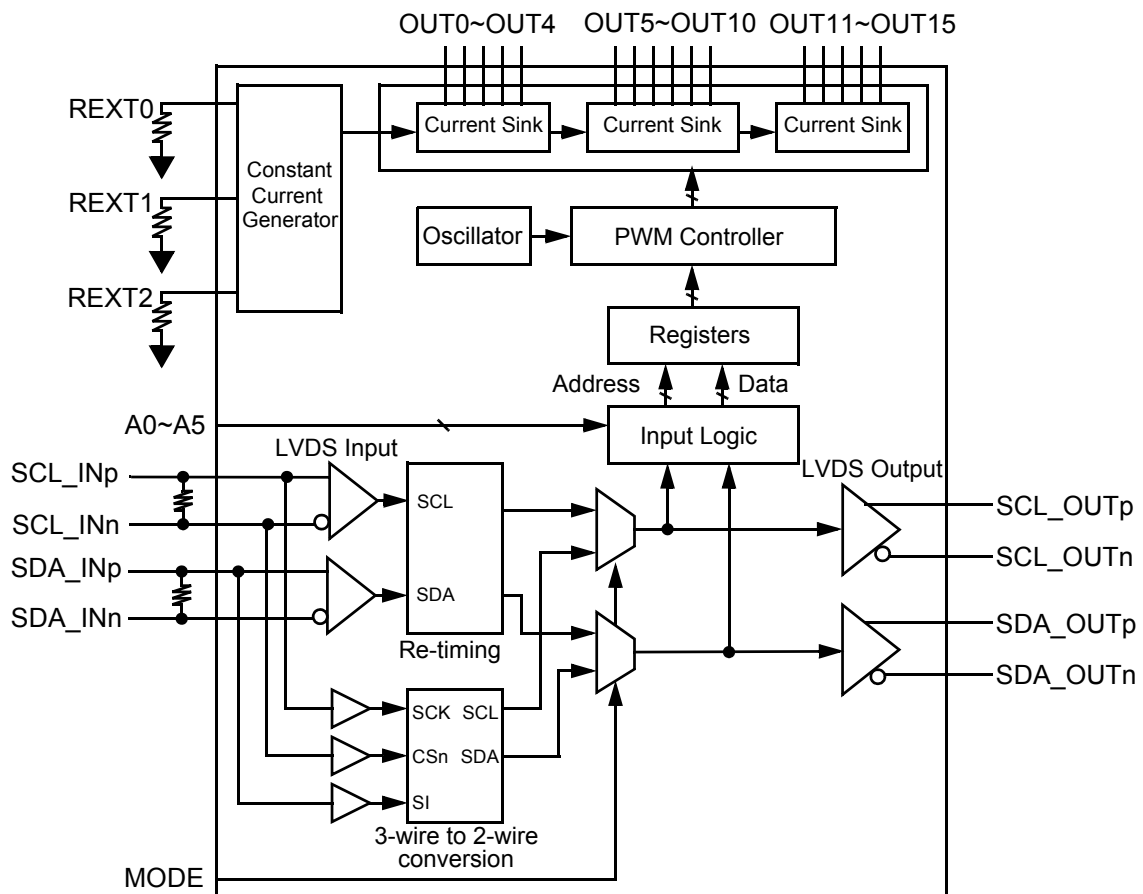 OUT0~OUT4
OUT5~OUT10
OUT11~OUT15
REXT0
REXT1
REXT2
Constant
Current
Generator
Current Sink
Current Sink
Current Sink
Oscillator
PWM Controller
Registers
Address
Data
A0~A5
Input Logic
LVDS Input
LVDS Output
SCL_INp
SCL_INn
SDA_INp
SDA_INn
SCL
SDA
Re-timing
SCL_OUTp
SCL_OUTn
SDA_OUTp
SDA_OUTn
SCK SCL
CSn SDA
SI
3-wire to 2-wire
conversion
MODE